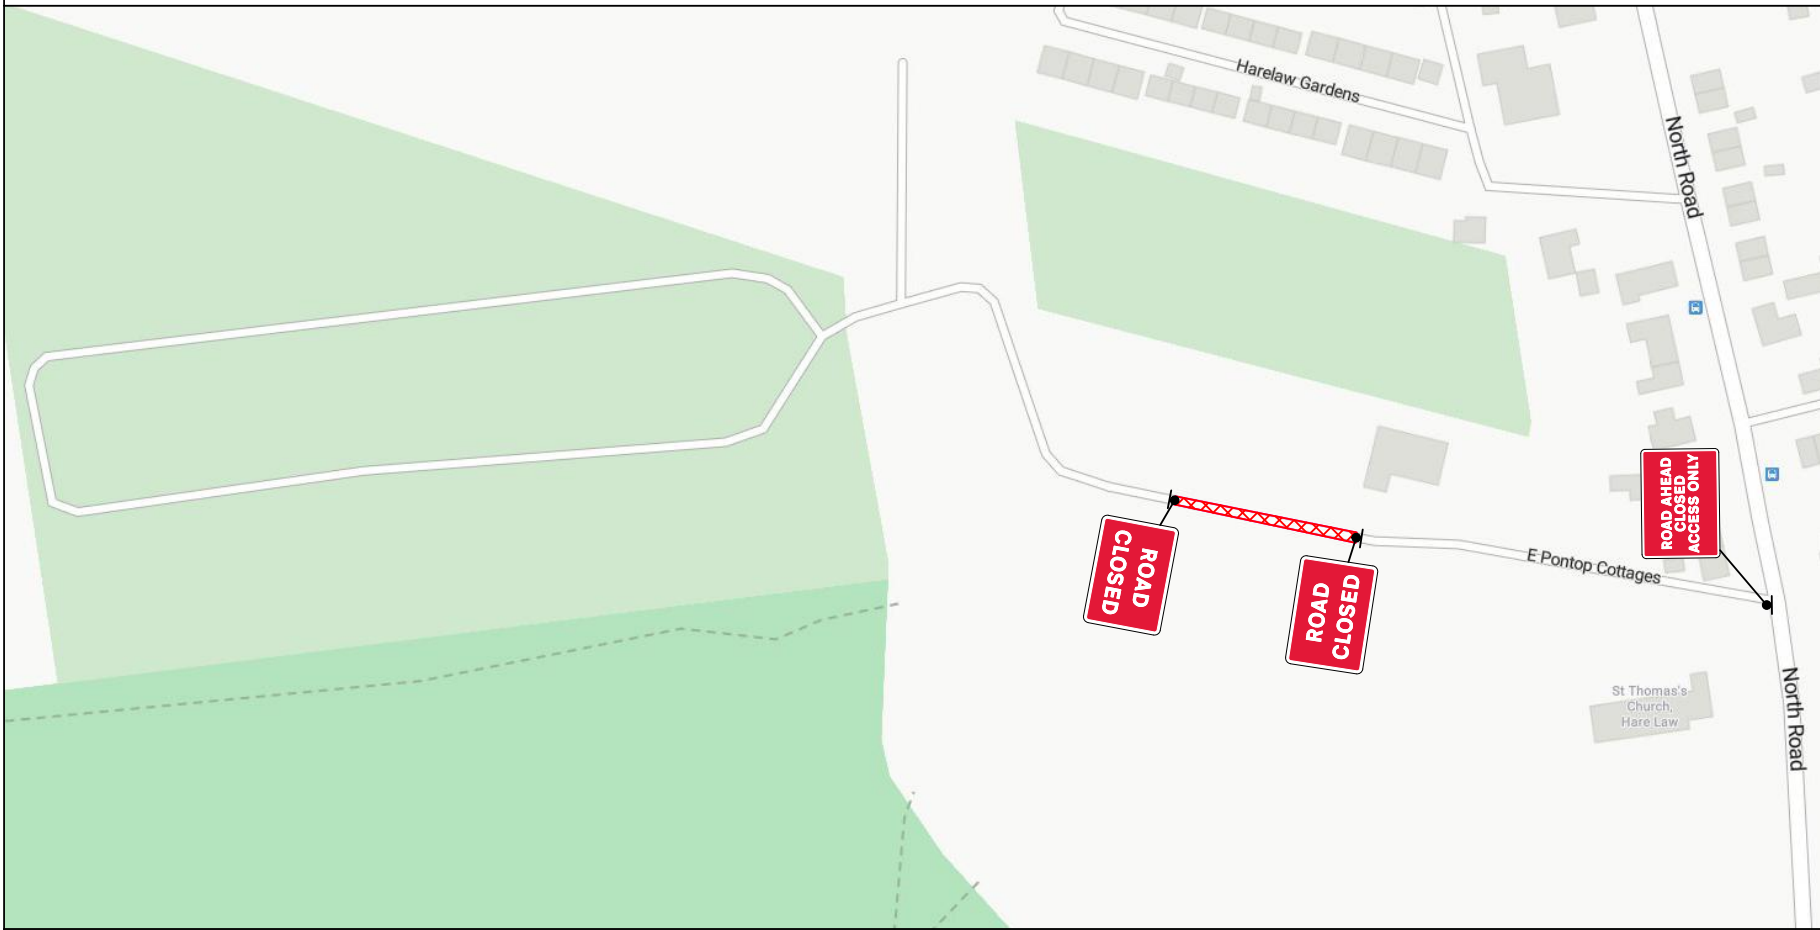 Harelaw Gardens
North Road
ROAD AHEAD
CLOSED
ACCESS ONLY
ROAD
CLOSED
ROAD
CLOSED
E Pontop Cottages
St Thomas's
Church,
Hare Law
North Road